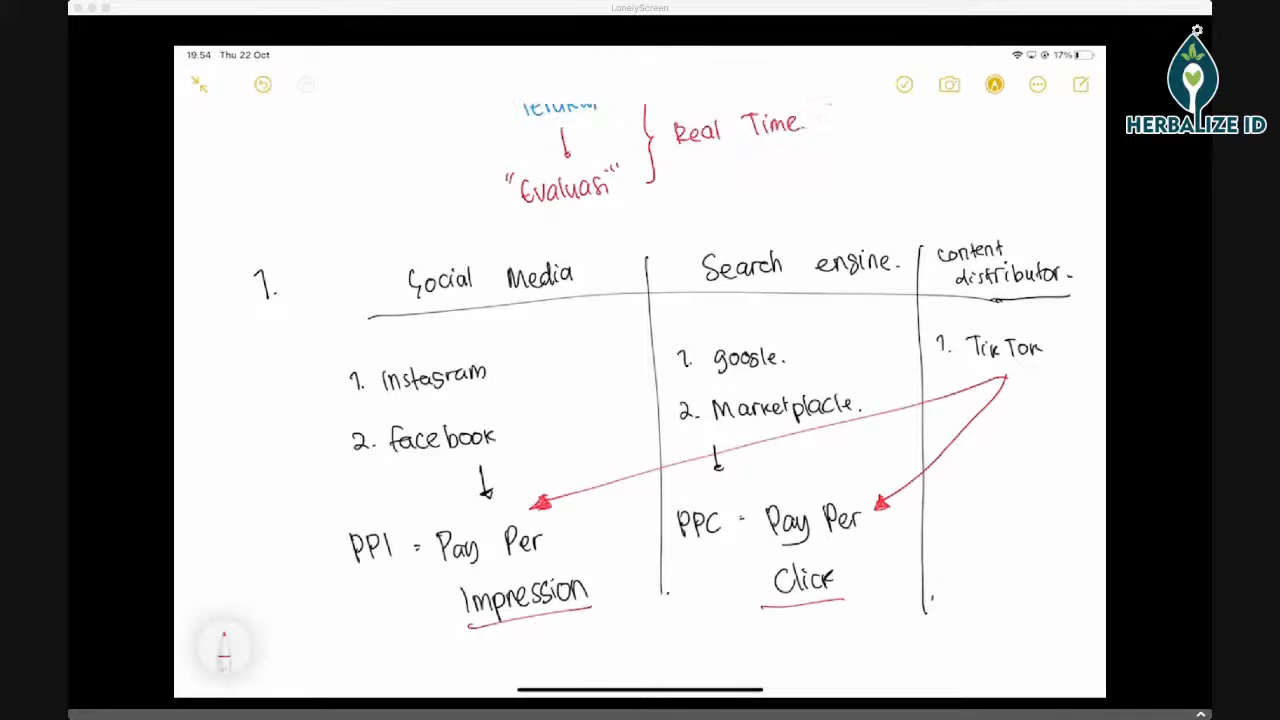 LonelyScreen
19.54 Thu 22 Oct
17%
HERBALIZE ID
Real Time.
"Evaluasi"
1.
Social Media
Search engine.
content
distributor.
1. Instagram
2. facebook
PPI = Pay Per
Impression
1. google.
2. Marketplacle.
PPC = Pay Per
Click
1. TikTok